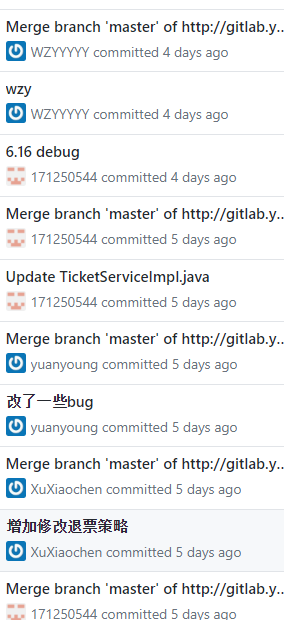 Merge branch 'master' of http://gitlab.y...
WZYYYYY committed 4 days ago
wzy
WZYYYYY committed 4 days ago
6.16 debug
171250544 committed 4 days ago
Merge branch 'master' of http://gitlab.y...
171250544 committed 5 days ago
Update TicketServiceImpl.java
171250544 committed 5 days ago
Merge branch 'master' of http://gitlab.y...
yuanyoung committed 5 days ago
改了一些bug
yuanyoung committed 5 days ago
Merge branch 'master' of http://gitlab.y...
XuXiaochen committed 5 days ago
增加修改退票策略
XuXiaochen committed 5 days ago
Merge branch 'master' of http://gitlab.y...
171250544 committed 5 days ago